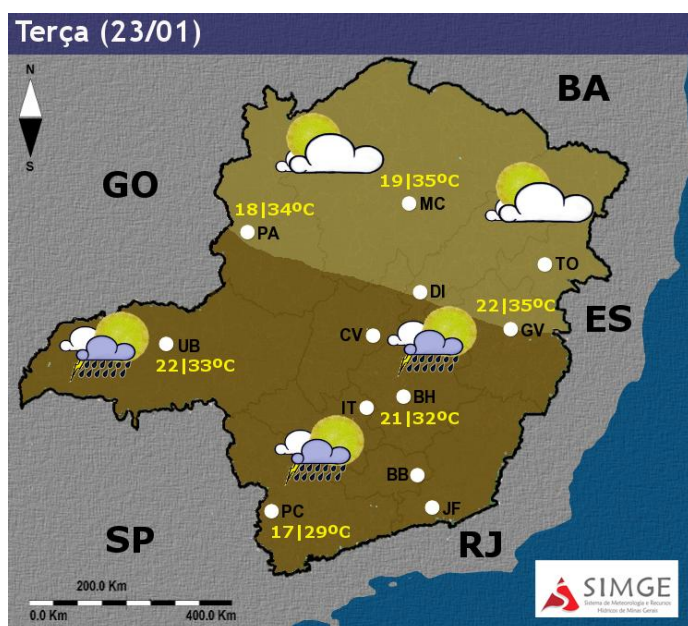 Terça (23/01)
N
S
BA
GO
19|35ºC
MC
18|34ºC
PA
TO
DI
22|35ºC
ES
CV
GV
UB
22|33ºC
BH
IT
21|32ºC
BB
PC
JF
17|29ºC
SP
RJ
200.0 Km
0.0 Km
400.0 Km
SIMGE
Sistema de Meteorologia e Recursos
Hídricos de Minas Gerais